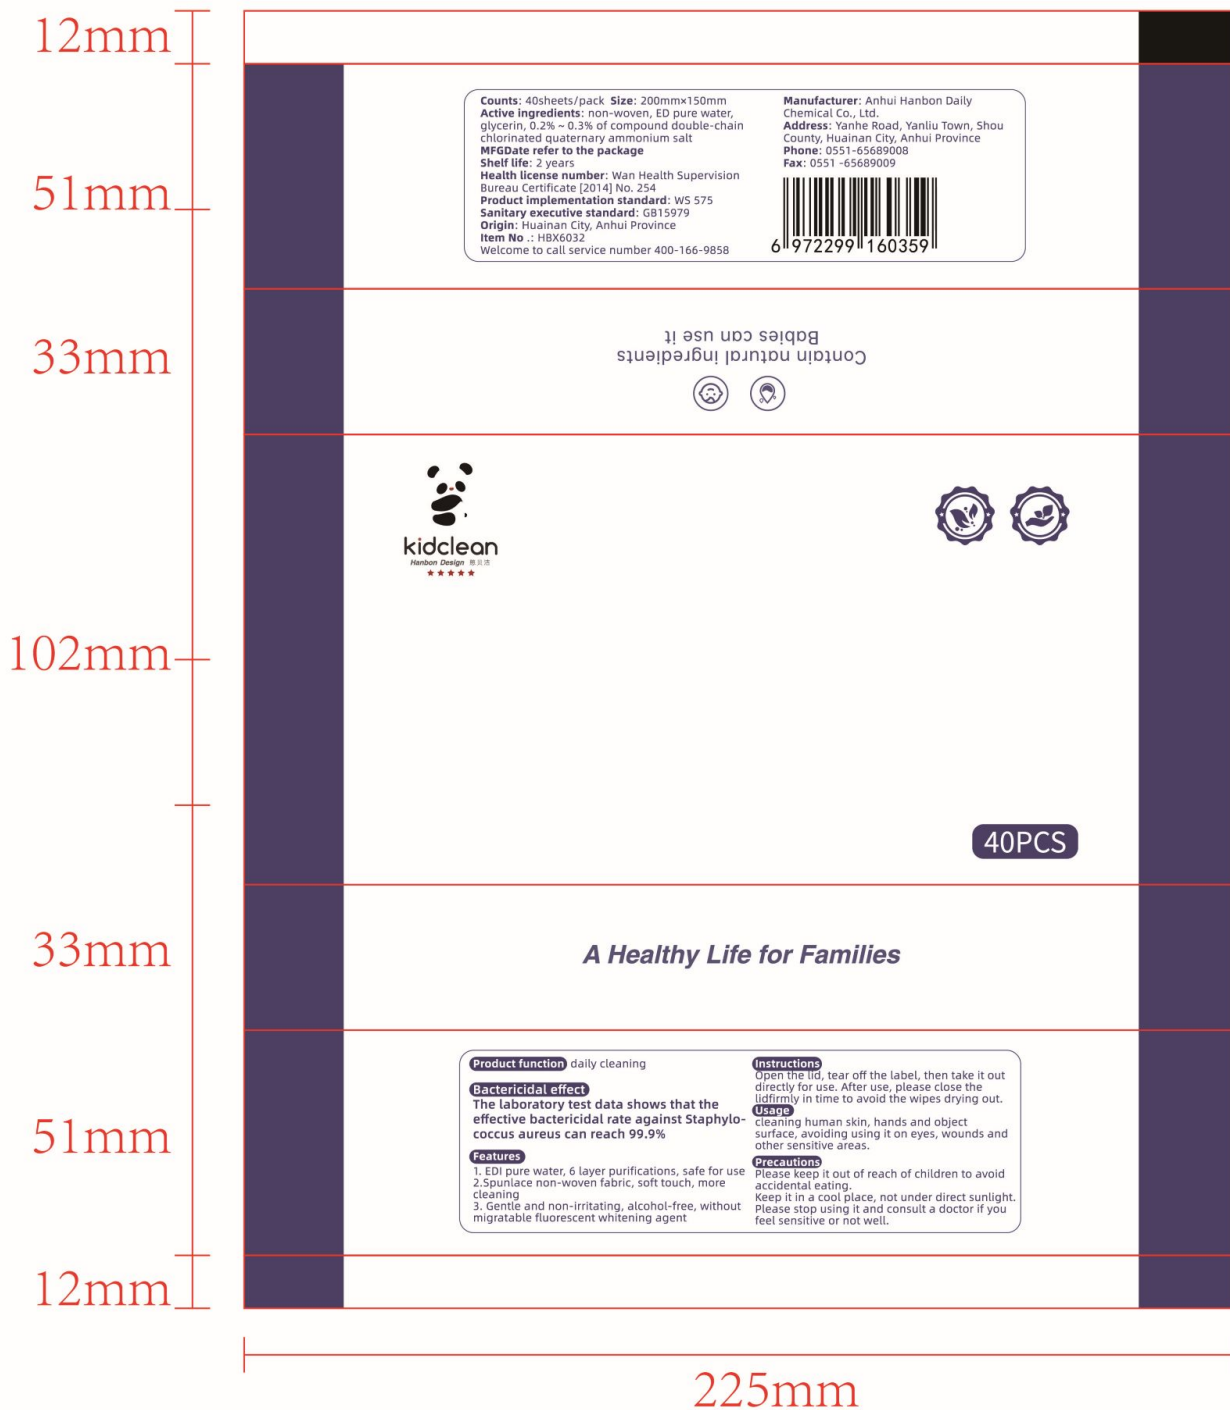 12mm
51mm
33mm
102mm
33mm
51mm
12mm
225mm
Counts: 40sheets/pack Size: 200mm×150mm
Active ingredients: non-woven, ED pure water,
glycerin, 0.2% ~ 0.3% of compound double-chain
chlorinated quaternary ammonium salt
MFGDate refer to the package
Shelf life: 2 years
Health license number: Wan Health Supervision
Bureau Certificate [2014] No. 254
Product implementation standard: WS 575
Sanitary executive standard: GB15979
Origin: Huainan City, Anhui Province
Item No .: HBX6032
Welcome to call service number 400-166-9858
Manufacturer: Anhui Hanbon Daily
Chemical Co., Ltd.
Address: Yanhe Road, Yanliu Town, Shou
County, Huainan City, Anhui Province
Phone: 0551-65689008
Fax: 0551 -65689009
6 972299 160359
Contain natural ingredients
Babies can use it
kidclean
Hanbon Design
40PCS
A Healthy Life for Families
Product function daily cleaning
Bactericidal effect
The laboratory test data shows that the
effective bactericidal rate against Staphylo-
coccus aureus can reach 99.9%
Features
1. EDI pure water, 6 layer purifications, safe for use
2.Spunlace non-woven fabric, soft touch, more
cleaning
3. Gentle and non-irritating, alcohol-free, without
migratable fluorescent whitening agent
Instructions
Open the lid, tear off the label, then take it out
directly for use. After use, please close the
lidfirmly in time to avoid the wipes drying out.
Usage
cleaning human skin, hands and object
surface, avoiding using it on eyes, wounds and
other sensitive areas.
Precautions
Please keep it out of reach of children to avoid
accidental eating.
Keep it in a cool place, not under direct sunlight.
Please stop using it and consult a doctor if you
feel sensitive or not well.